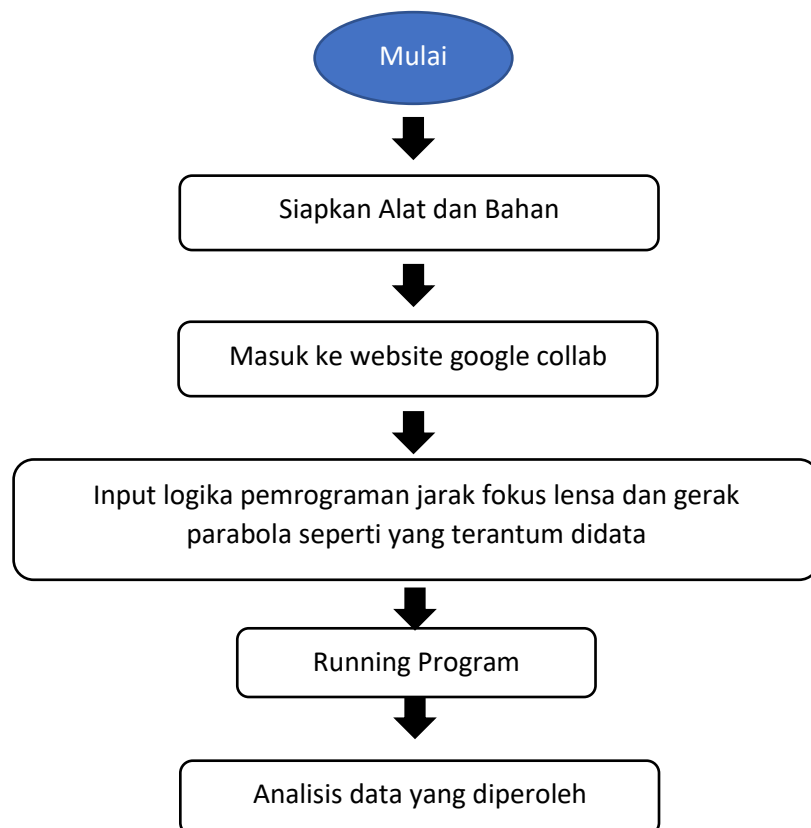 Mulai
Siapkan Alat dan Bahan
Masuk ke website google collab
Input logika pemrograman jarak fokus lensa dan gerak
parabola seperti yang terantum didata
Running Program
Analisis data yang diperoleh